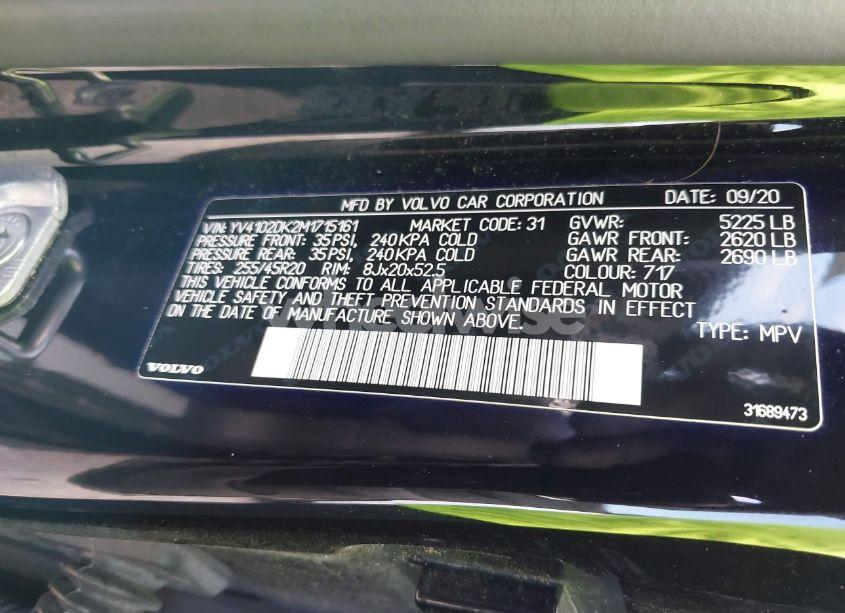 MFD BY VOLVO CAR CORPORATION DATE: 09/20
VIN: YV4102DK2M1715161 MARKET CODE: 31 GVWR: 5225 LB
PRESSURE FRONT: 35PSI, 240KPA COLD GAWR FRONT: 2620 LB
PRESSURE REAR: 35PSI, 240KPA COLD GAWR REAR: 2690 LB
TIRES: 255/45R20 RIM: 8Jx20x52.5 COLOUR: 717
THIS VEHICLE CONFORMS TO ALL APPLICABLE FEDERAL MOTOR
VEHICLE SAFETY AND THEFT PREVENTION STANDARDS IN EFFECT
ON THE DATE OF MANUFACTURE SHOWN ABOVE.
TYPE: MPV
VOLVO
31689473